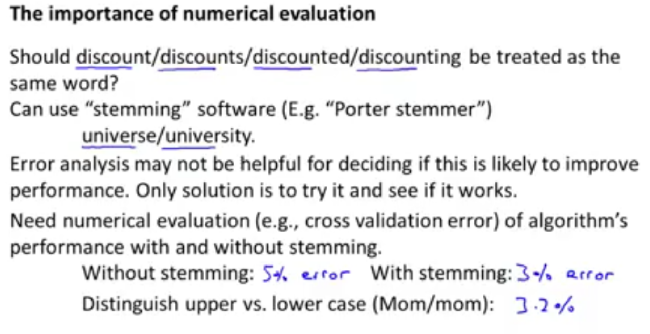 The importance of numerical evaluation
Should discount/discounts/discounted/discounting be treated as the
same word?
Can use “stemming” software (E.g. “Porter stemmer”)
universe/university.
Error analysis may not be helpful for deciding if this is likely to improve
performance. Only solution is to try it and see if it works.
Need numerical evaluation (e.g., cross validation error) of algorithm’s
performance with and without stemming.
Without stemming: 5% error With stemming: 3% error
Distinguish upper vs. lower case (Mom/mom): 3.2%